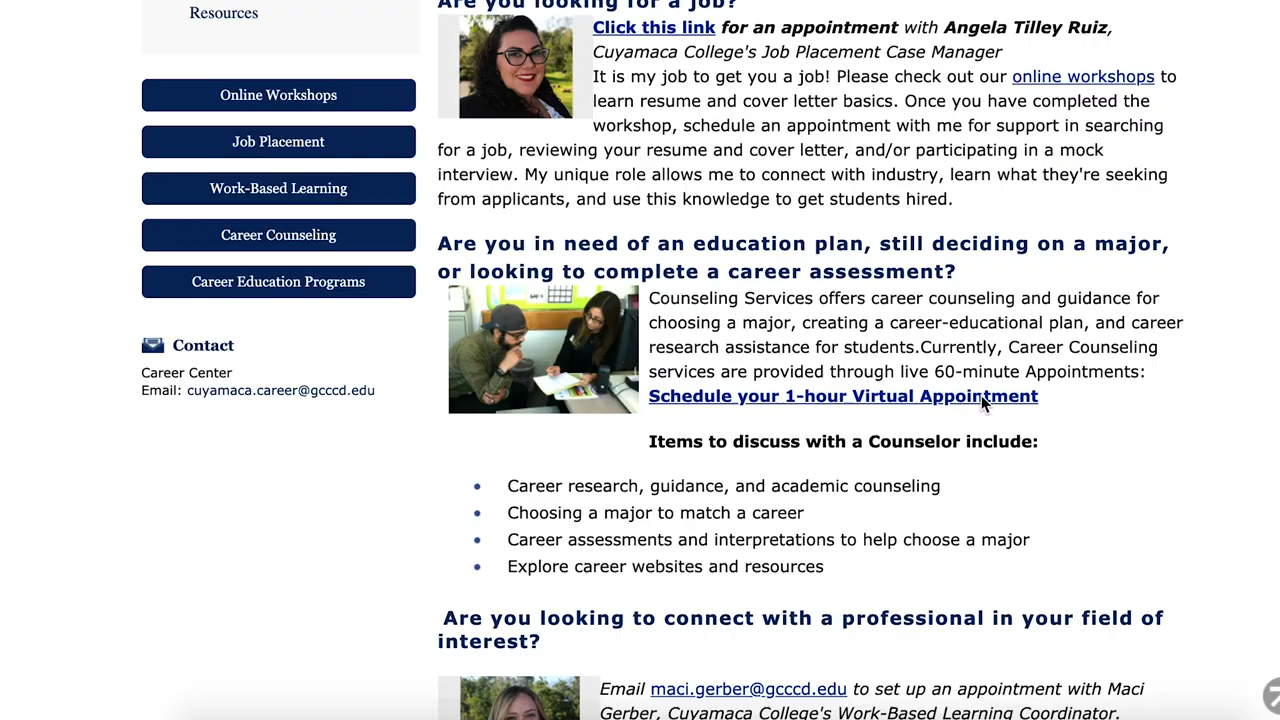 Resources
Online Workshops
Job Placement
Work-Based Learning
Career Counseling
Career Education Programs
Contact
Career Center
Email: cuyamaca.career@gcccd.edu
Are you looking for a job?
Click this link for an appointment with Angela Tilley Ruiz,
Cuyamaca College's Job Placement Case Manager
It is my job to get you a job! Please check out our online workshops to
learn resume and cover letter basics. Once you have completed the
workshop, schedule an appointment with me for support in searching
for a job, reviewing your resume and cover letter, and/or participating in a mock
interview. My unique role allows me to connect with industry, learn what they're seeking
from applicants, and use this knowledge to get students hired.
Are you in need of an education plan, still deciding on a major,
or looking to complete a career assessment?
Counseling Services offers career counseling and guidance for
choosing a major, creating a career-educational plan, and career
research assistance for students.Currently, Career Counseling
services are provided through live 60-minute Appointments:
Schedule your 1-hour Virtual Appointment
Items to discuss with a Counselor include:
• Career research, guidance, and academic counseling
• Choosing a major to match a career
• Career assessments and interpretations to help choose a major
• Explore career websites and resources
Are you looking to connect with a professional in your field of
interest?
Email maci.gerber@gcccd.edu to set up an appointment with Maci
Gerber, Cuyamaca College's Work-Based Learning Coordinator.